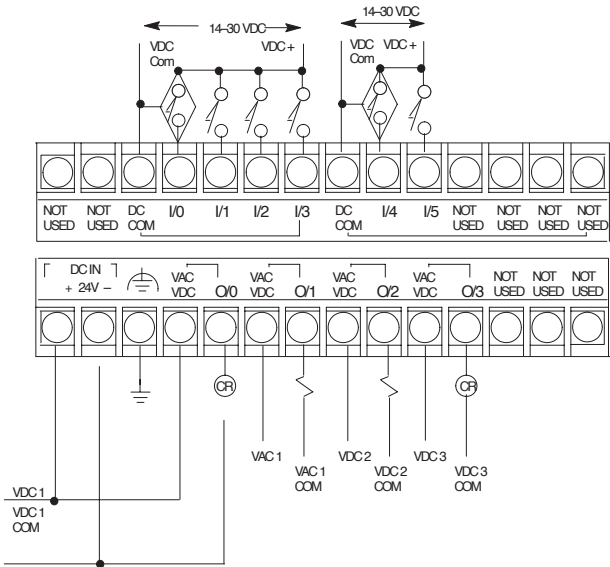 14–30 VDC
14–30 VDC
VDC
Com
VDC +
VDC
Com
VDC +
NOT
USED
NOT
USED
DC
COM
I/0
I/1
I/2
I/3
DC
COM
I/4
I/5
NOT
USED
NOT
USED
NOT
USED
NOT
USED
DC IN
+ 24V –
VAC
VDC
O/0
VAC
VDC
O/1
VAC
VDC
O/2
VAC
VDC
O/3
NOT
USED
NOT
USED
NOT
USED
CR
CR
VAC 1
VAC 1
COM
VDC 2
VDC 2
COM
VDC 3
VDC 3
COM
VDC 1
VDC 1
COM